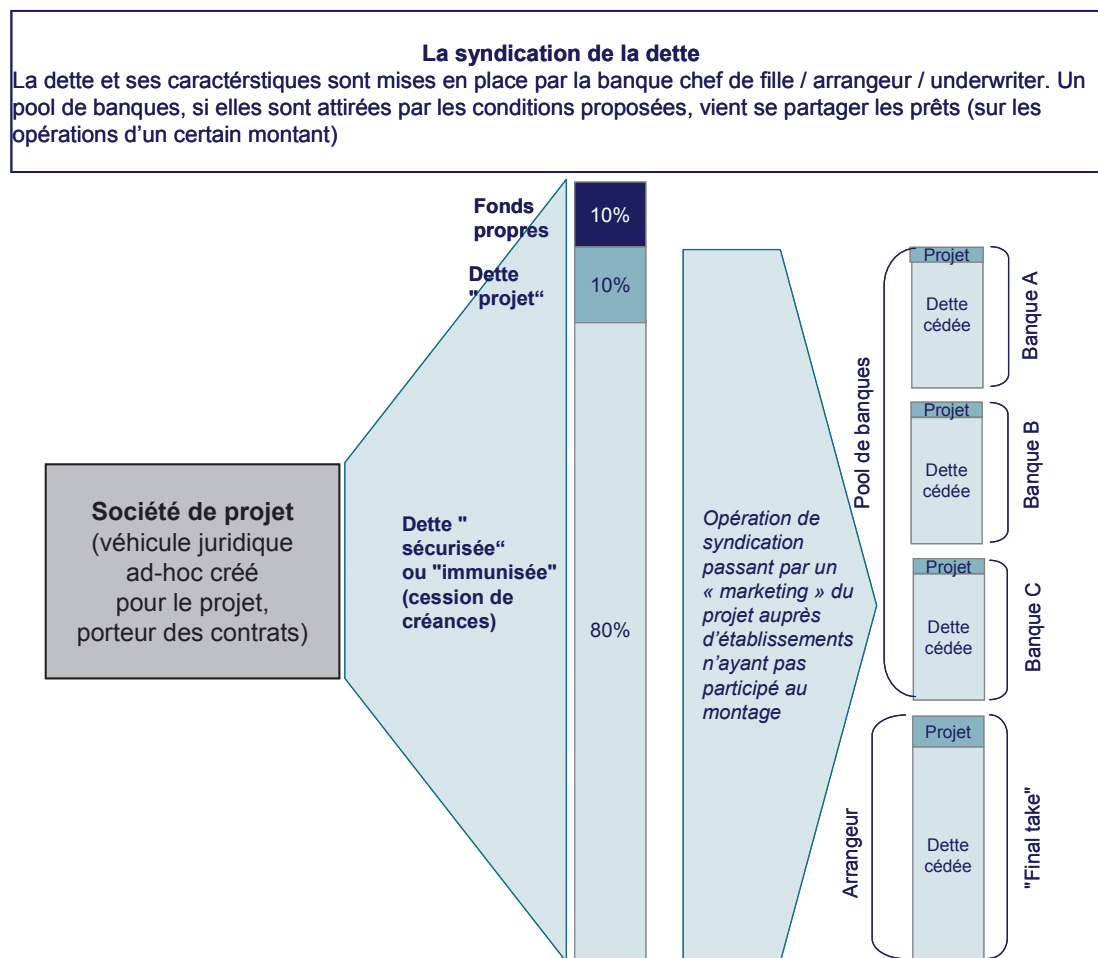 La syndication de la dette
La dette et ses caractérstiques sont mises en place par la banque chef de fille / arrangeur / underwriter. Un
pool de banques, si elles sont attirées par les conditions proposées, vient se partager les prêts (sur les
opérations d'un certain montant)
Fonds
propres
10%
Dette
"projet“
10%
Société de projet
(véhicule juridique
ad-hoc créé
pour le projet,
porteur des contrats)
Dette "
sécurisée“
ou "immunisée"
(cession de
créances)
80%
Opération de
syndication
passant par un
« marketing » du
projet auprès
d'établissements
n'ayant pas
participé au
montage
Pool de banques
Projet
Dette
cédée
Banque A
Projet
Dette
cédée
Banque B
Projet
Dette
cédée
Banque C
Arrangeur
Projet
Dette
cédée
"Final take"